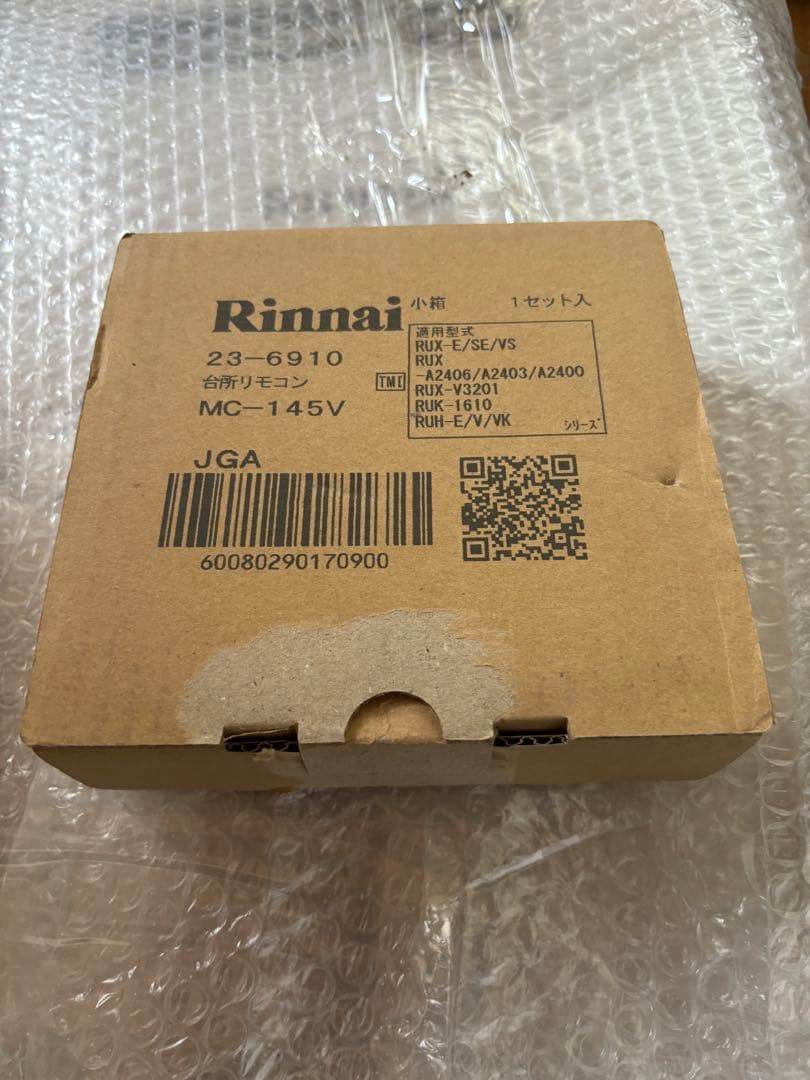 Rinnai
小箱 1セット入
23-6910
台所リモコン
MC-145V
TMI
適用型式
RUX-E/SE/VS
RUX
-A2406/A2403/A2400
RUX-V3201
RUK-1610
RUH-E/V/VK シリーズ
JGA
60080290170900